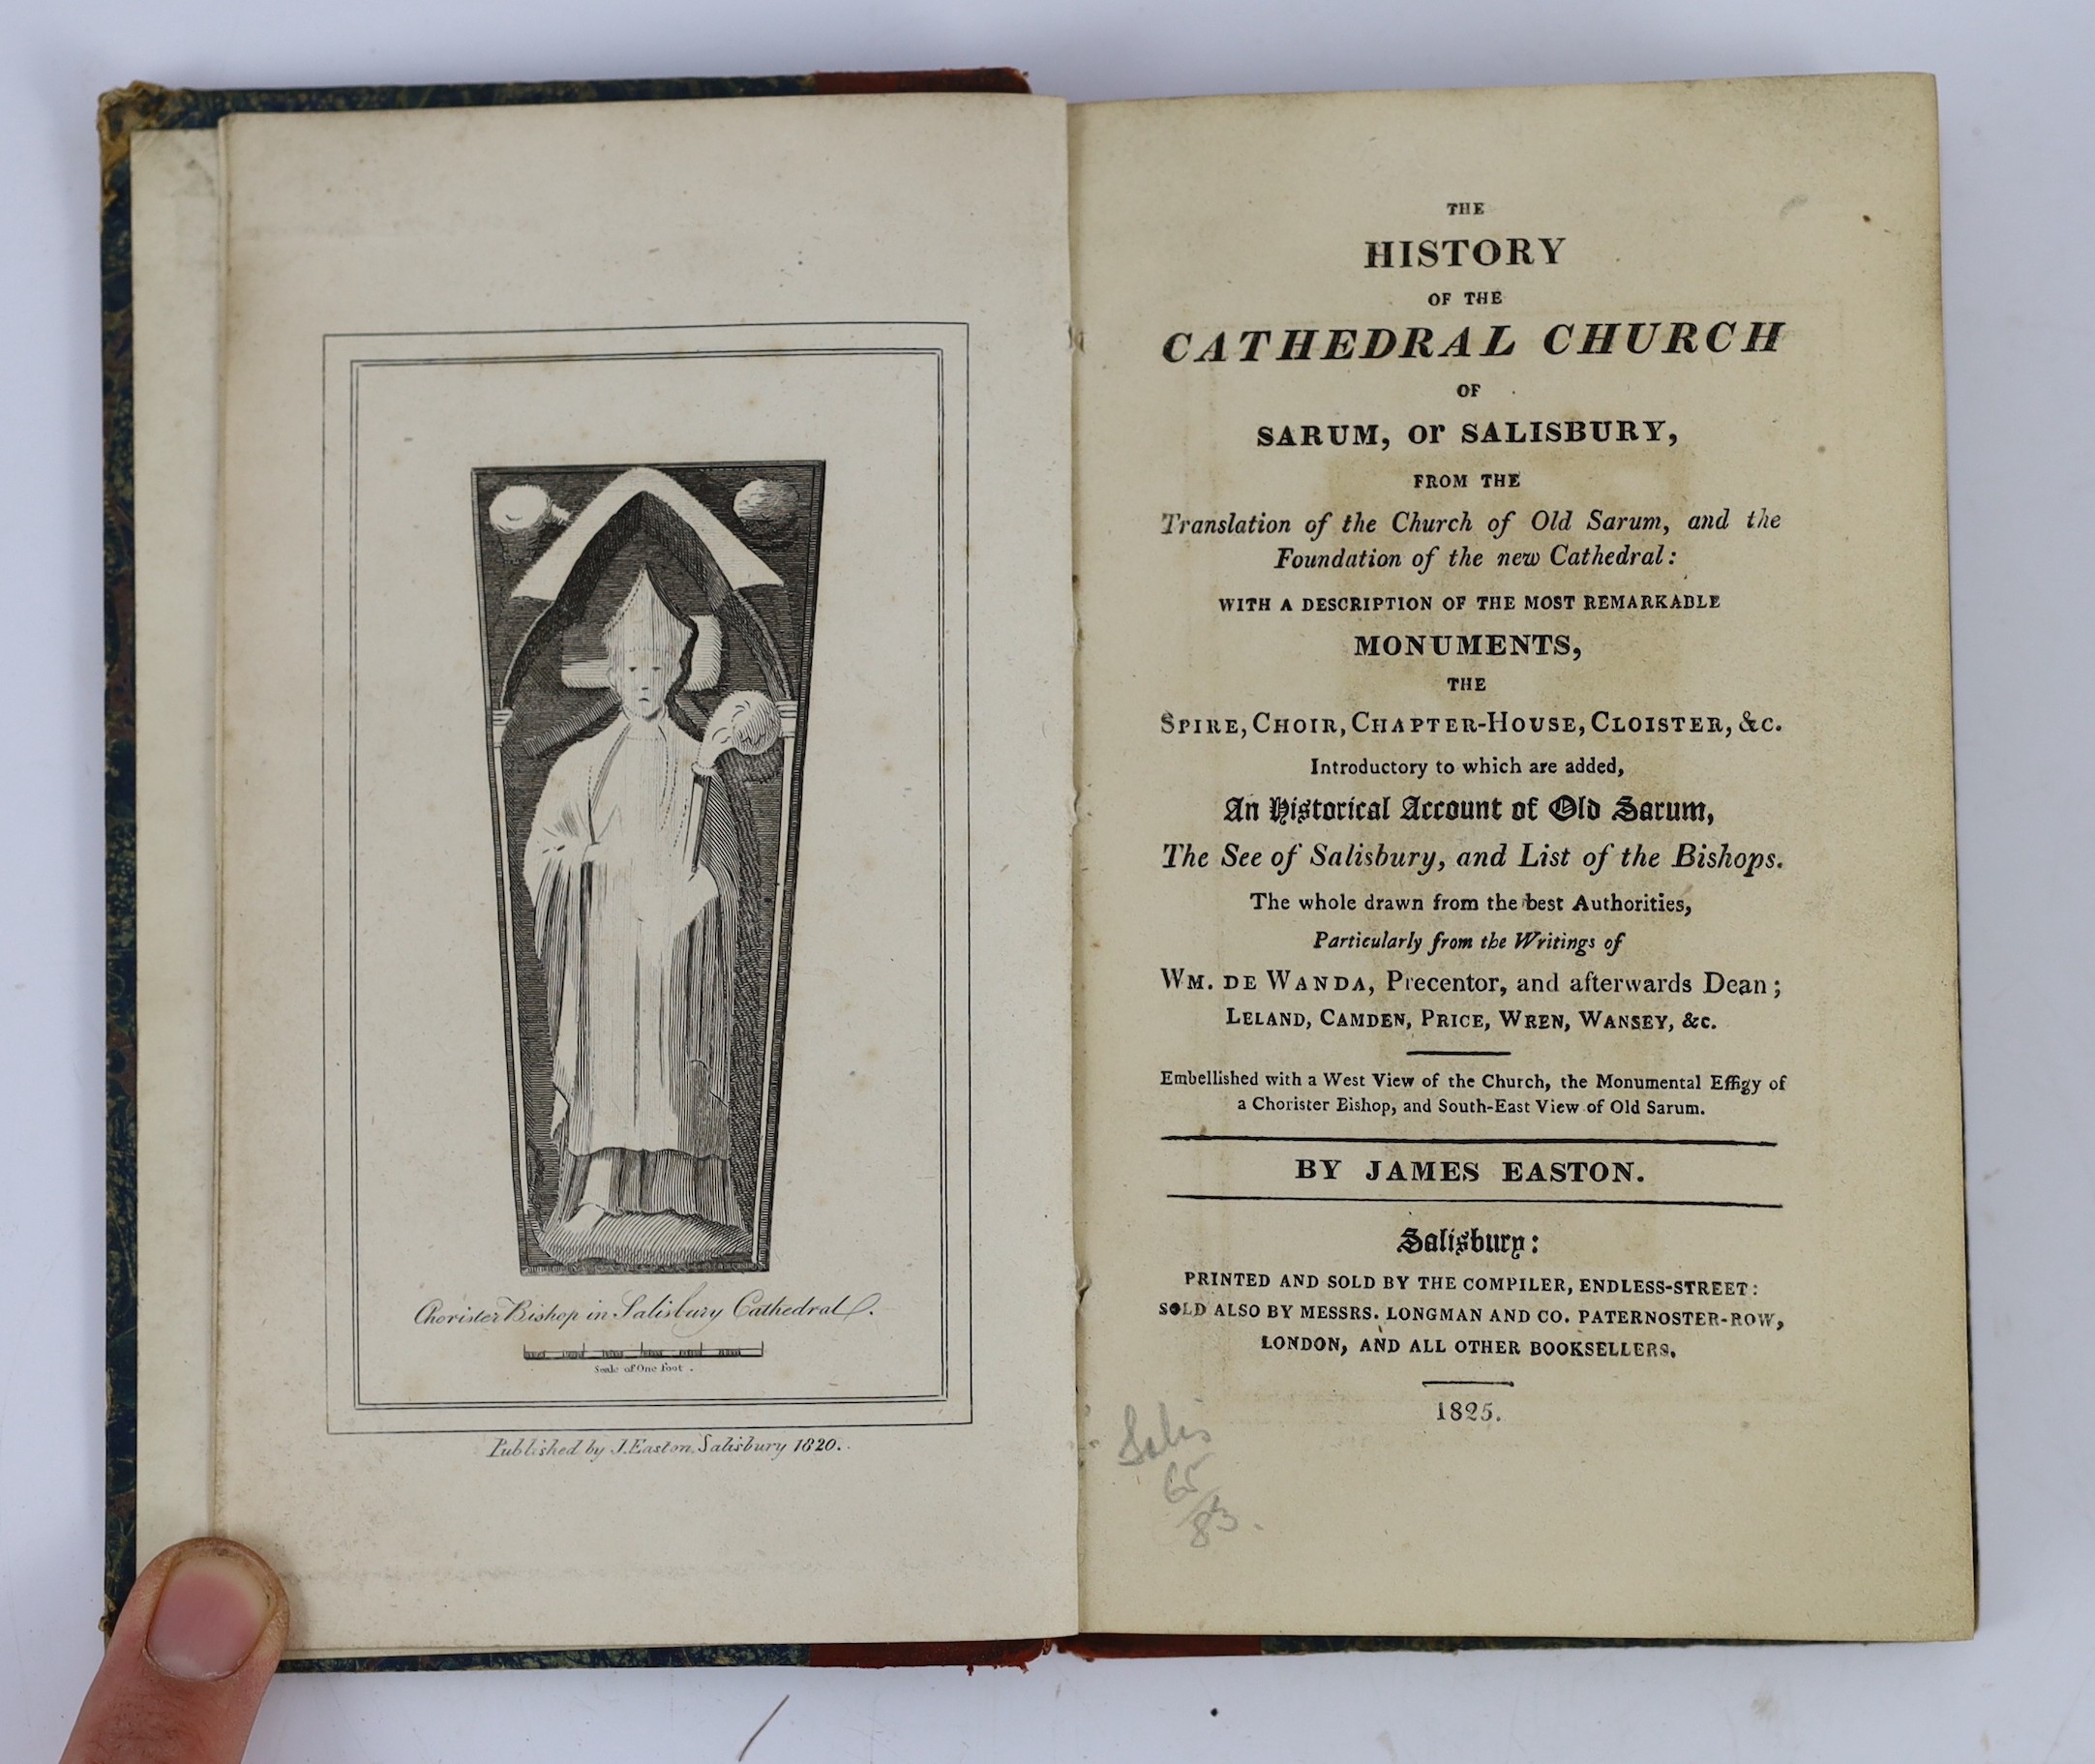 Chorister Bishop in Salisbury Cathedral.
Scale of One Foot.
Published by J. Easton, Salisbury 1820.
THE
HISTORY
OF THE
CATHEDRAL CHURCH
OF
SARUM, or SALISBURY,
FROM THE
Translation of the Church of Old Sarum, and the
Foundation of the new Cathedral:
WITH A DESCRIPTION OF THE MOST REMARKABLE
MONUMENTS,
THE
SPIRE, CHOIR, CHAPTER-HOUSE, CLOISTER, &c.
Introductory to which are added,
An Historical Account of Old Sarum,
The See of Salisbury, and List of the Bishops.
The whole drawn from the best Authorities,
Particularly from the Writings of
WM. DE WANDA, Precentor, and afterwards Dean;
LELAND, CAMDEN, PRICE, WREN, WANSEY, &c.
Embellished with a West View of the Church, the Monumental Effigy of
a Chorister Bishop, and South-East View of Old Sarum.
BY JAMES EASTON.
Salisbury:
PRINTED AND SOLD BY THE COMPILER, ENDLESS-STREET:
SOLD ALSO BY MESSRS. LONGMAN AND CO. PATERNOSTER-ROW,
LONDON, AND ALL OTHER BOOKSELLERS.
1825.
Salis
65
83.